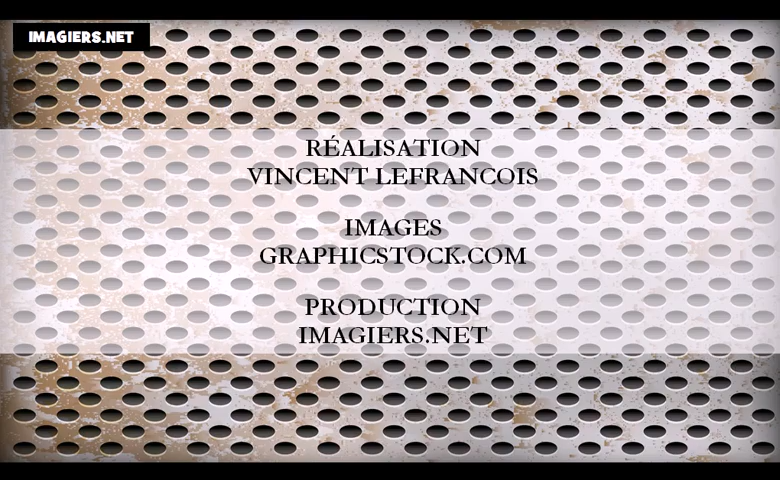 IMAGIERS.NET
RÉALISATION
VINCENT LEFRANCOIS
IMAGES
GRAPHICSTOCK.COM
PRODUCTION
IMAGIERS.NET